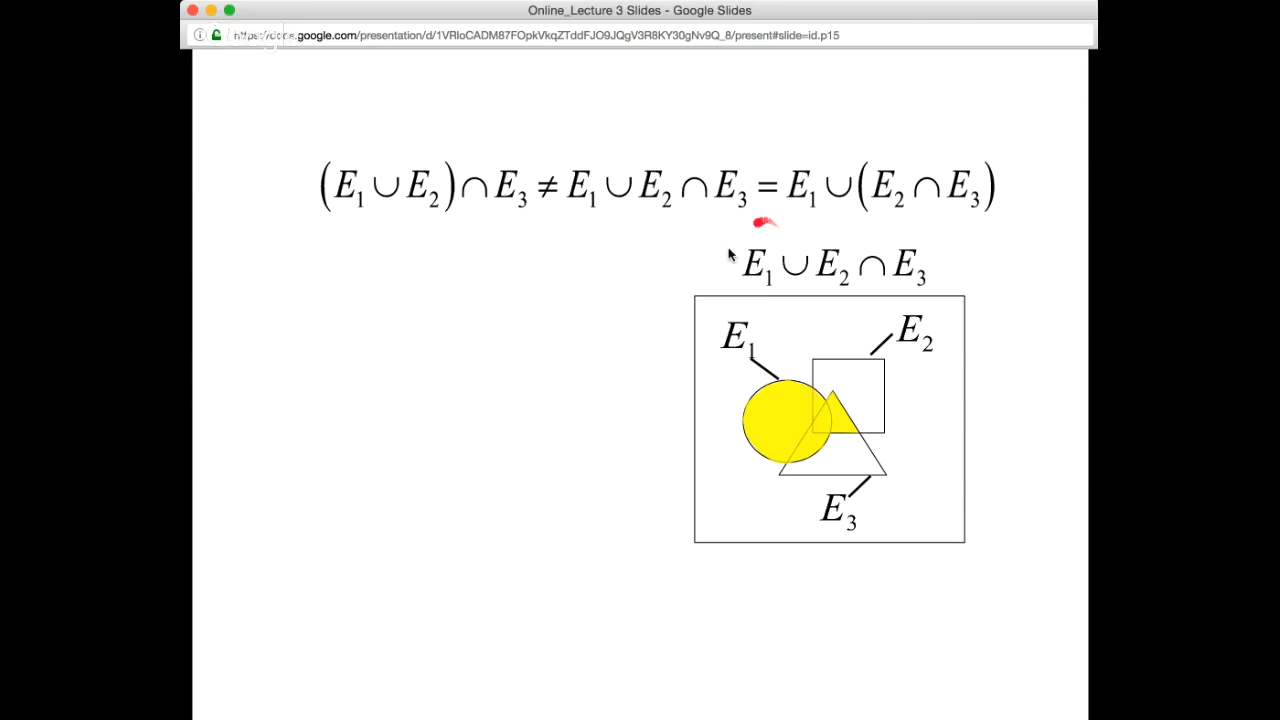 Online_Lecture 3 Slides - Google Slides
https://docs.google.com/presentation/d/1VRIoCADM87FOpkVkqZTddFJO9JQgV3R8KY30gNv9Q_8/present#slide=id.p15
(E₁ ∪ E₂) ∩ E₃ ≠ E₁ ∪ E₂ ∩ E₃ = E₁ ∪ (E₂ ∩ E₃)
E₁ ∪ E₂ ∩ E₃
E₁
E₂
E₃